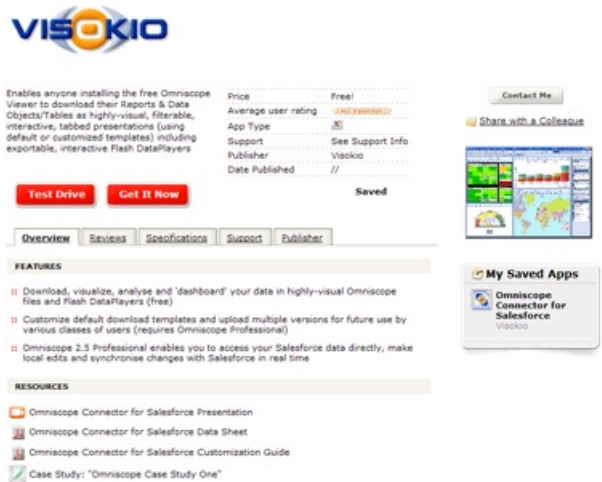 VISOKIO
Enables anyone installing the free Omniscope
Viewer to download their Reports & Data
Objects/Tables as highly-visual, filterable,
interactive, tabbed presentations (using
default or customized templates) including
exportable, interactive Flash DataPlayers
Price Free!
Average user rating
App Type
Support See Support Info
Publisher Visokio
Date Published //
Saved
Contact Me
Share with a Colleague
Test Drive Get It Now
Overview Reviews Specifications Support Publisher
FEATURES
Download, visualize, analyse and 'dashboard' your data in highly-visual Omniscope
files and Flash DataPlayers (free)
Customize default download templates and upload multiple versions for future use by
various classes of users (requires Omniscope Professional)
Omniscope 2.5 Professional enables you to access your Salesforce data directly, make
local edits and synchronise changes with Salesforce in real time
RESOURCES
Omniscope Connector for Salesforce Presentation
Omniscope Connector for Salesforce Data Sheet
Omniscope Connector for Salesforce Customization Guide
Case Study: "Omniscope Case Study One"
My Saved Apps
Omniscope
Connector for
Salesforce
Visokio